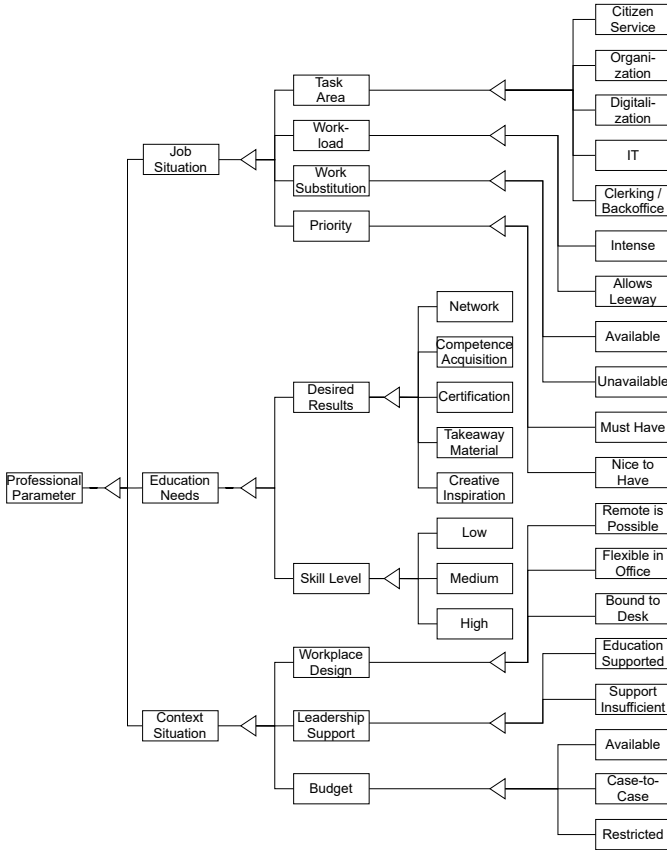 Citizen
Service
Organi-
zation
Digitali-
zation
IT
Clerking /
Backoffice
Task
Area
Work-
load
Work
Substitution
Priority
Job
Situation
Intense
Allows
Leeway
Available
Unavailable
Must Have
Nice to
Have
Network
Competence
Acquisition
Certification
Takeaway
Material
Creative
Inspiration
Desired
Results
Professional
Parameter
Education
Needs
Low
Medium
High
Skill Level
Remote is
Possible
Flexible in
Office
Bound to
Desk
Workplace
Design
Education
Supported
Support
Insufficient
Leadership
Support
Context
Situation
Available
Case-to-
Case
Restricted
Budget